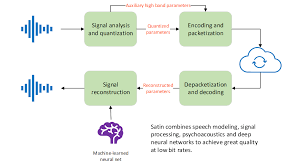 Auxiliary high band parameters
Signal analysis
and quantization
Quantized
parameters
Encoding and
packetization
Signal
reconstruction
Reconstructed
parameters
Depacketization
and decoding
Machine-learned
neural net
Satin combines speech modeling, signal
processing, psychoacoustics and deep
neural networks to achieve great quality
at low bit rates.